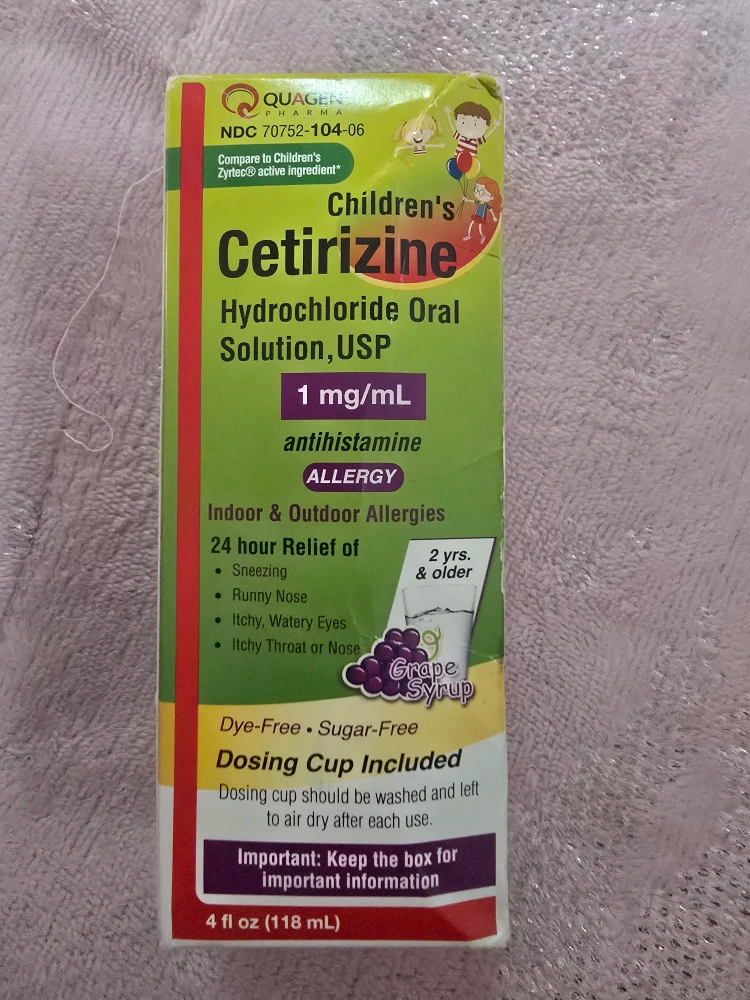 QUAGEN
PHARMA
NDC 70752-104-06
Compare to Children's
Zyrtec® active ingredient*
Children's
Cetirizine
Hydrochloride Oral
Solution,USP
1 mg/mL
antihistamine
ALLERGY
Indoor & Outdoor Allergies
24 hour Relief of
• Sneezing
• Runny Nose
• Itchy, Watery Eyes
• Itchy Throat or Nose
2 yrs.
& older
Grape
Syrup
Dye-Free • Sugar-Free
Dosing Cup Included
Dosing cup should be washed and left
to air dry after each use.
Important: Keep the box for
important information
4 fl oz (118 mL)